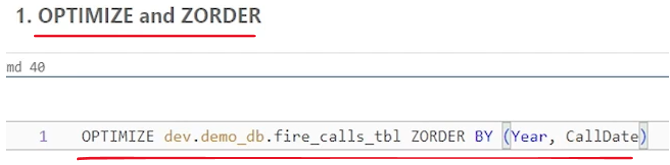 1. OPTIMIZE and ZORDER
md 40
1 OPTIMIZE dev.demo_db.fire_calls_tbl ZORDER BY (Year, CallDate)